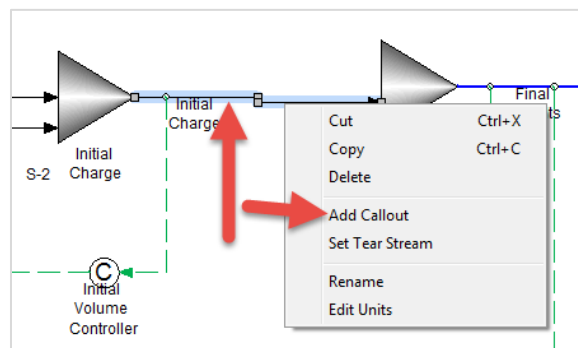 Initial
Charge
Initial
Charge
S-2
C
Initial
Volume
Controller
Final
ts
Cut Ctrl+X
Copy Ctrl+C
Delete
Add Callout
Set Tear Stream
Rename
Edit Units